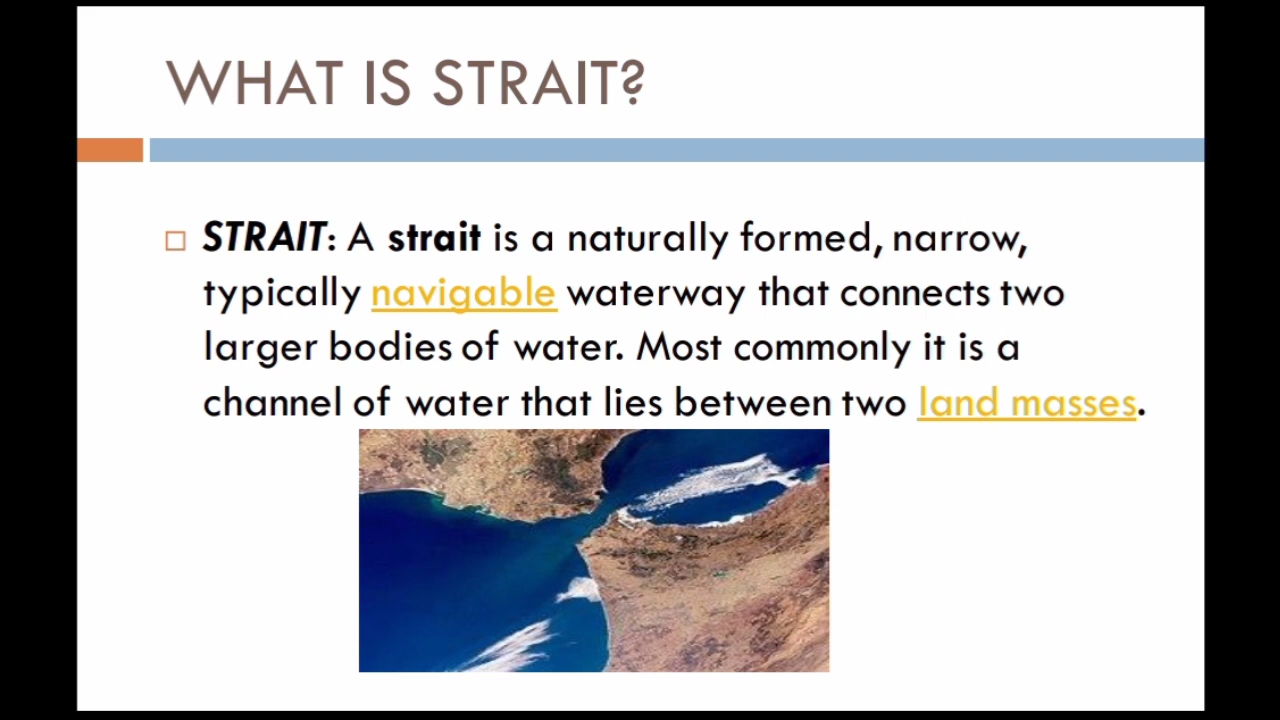 WHAT IS STRAIT?
STRAIT: A strait is a naturally formed, narrow,
typically navigable waterway that connects two
larger bodies of water. Most commonly it is a
channel of water that lies between two land masses.